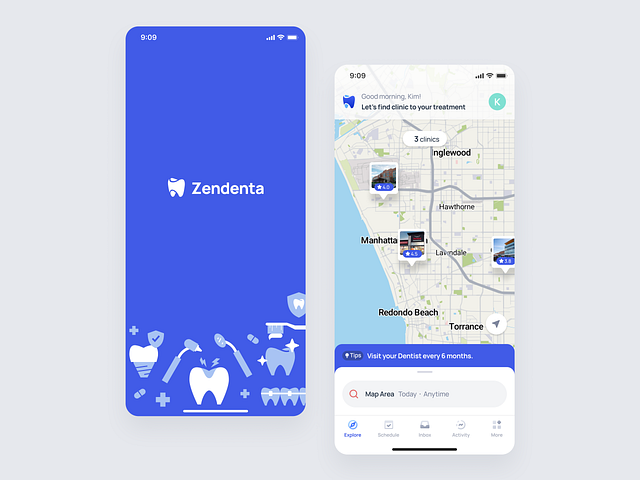 9:09
Zendenta
9:09
Good morning, Kim!
Let's find clinic to your treatment
K
3 clinics
Inglewood
4.0
Hawthorne
Manhatta
4.5
Lawndale
3.8
Redondo Beach
Torrance
Tips
Visit your Dentist every 6 months.
Map Area Today · Anytime
Explore
Schedule
Inbox
Activity
More